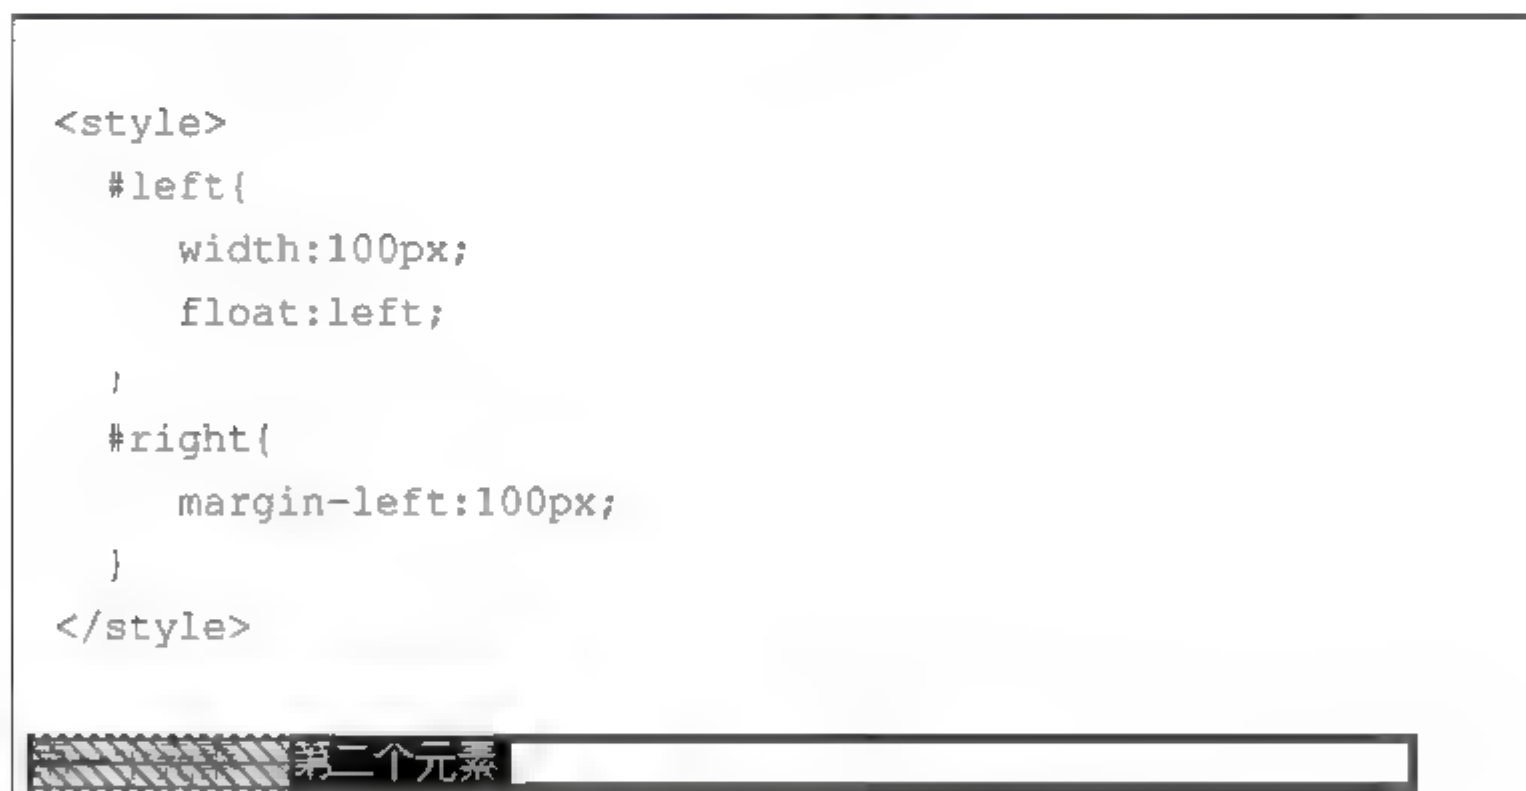 <style>
#left{
width:100px;
float:left;
}
#right{
margin-left:100px;
}
</style>
第二个元素